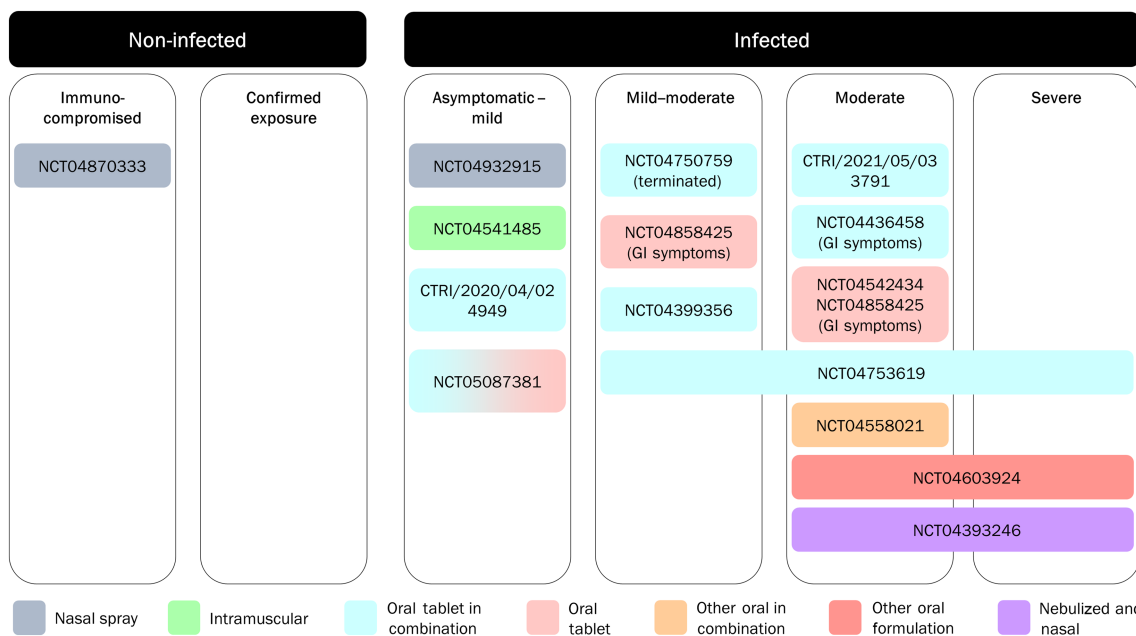 Non-infected
Infected
Immuno-
compromised
Confirmed
exposure
Asymptomatic –
mild
Mild–moderate
Moderate
Severe
NCT04870333
NCT04932915
NCT04541485
CTRI/2020/04/02
4949
NCT05087381
NCT04750759
(terminated)
NCT04858425
(GI symptoms)
NCT04399356
CTRI/2021/05/03
3791
NCT04436458
(GI symptoms)
NCT04542434
NCT04858425
(GI symptoms)
NCT04753619
NCT04558021
NCT04603924
NCT04393246
Nasal spray
Intramuscular
Oral tablet in
combination
Oral
tablet
Other oral in
combination
Other oral
formulation
Nebulized and
nasal